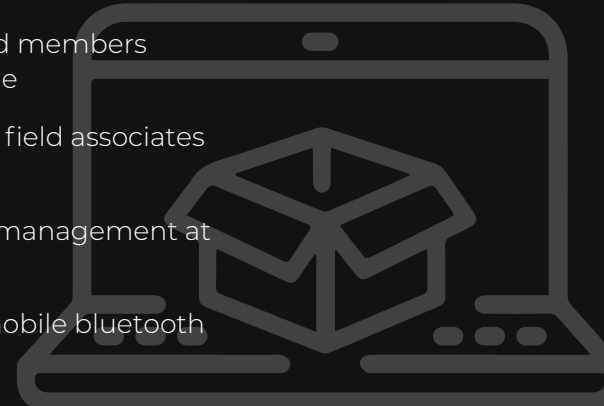 d members
e
field associates
management at
mobile bluetooth